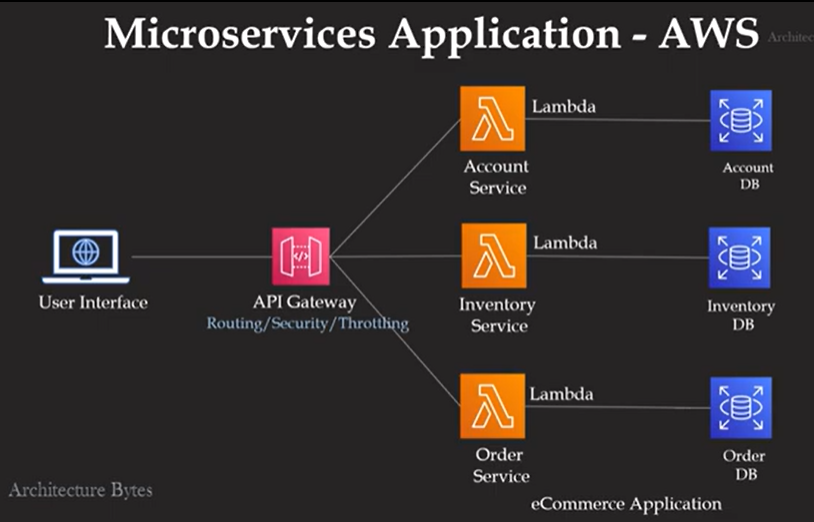 Microservices Application - AWS
Architec
Lambda
Account
Service
Account
DB
User Interface
API Gateway
Routing/Security/Throttling
Lambda
Inventory
Service
Inventory
DB
Lambda
Order
Service
Order
DB
Architecture Bytes
eCommerce Application